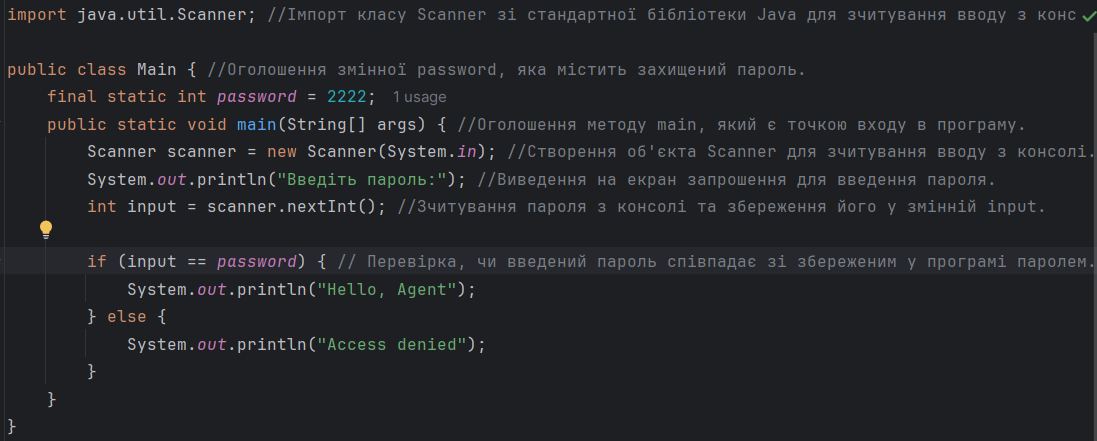 import java.util.Scanner; //Імпорт класу Scanner зі стандартної бібліотеки Java для зчитування вводу з конс
public class Main { //Оголошення змінної password, яка містить захищений пароль.
    final static int password = 2222; 1 usage
    public static void main(String[] args) { //Оголошення методу main, який є точкою входу в програму.
        Scanner scanner = new Scanner(System.in); //Створення об'єкта Scanner для зчитування вводу з консолі.
        System.out.println("Введіть пароль:"); //Виведення на екран запрошення для введення пароля.
        int input = scanner.nextInt(); //Зчитування пароля з консолі та збереження його у змінній input.
        if (input == password) { // Перевірка, чи введений пароль співпадає зі збереженим у програмі паролем.
            System.out.println("Hello, Agent");
        } else {
            System.out.println("Access denied");
        }
    }
}